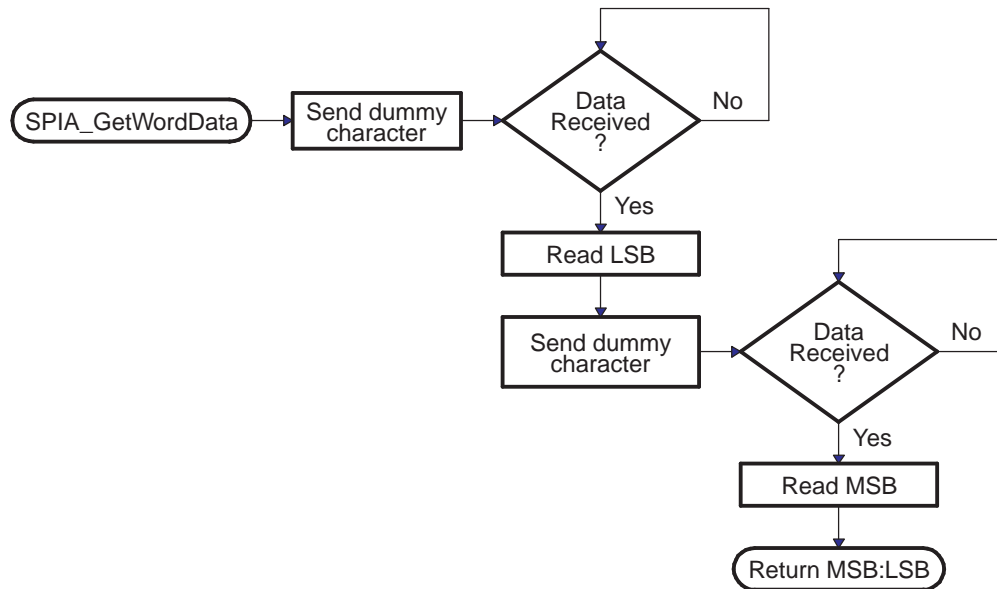 SPIA_GetWordData
Send dummy
character
Data
Received
?
No
Yes
Read LSB
Send dummy
character
Data
Received
?
No
Yes
Read MSB
Return MSB:LSB